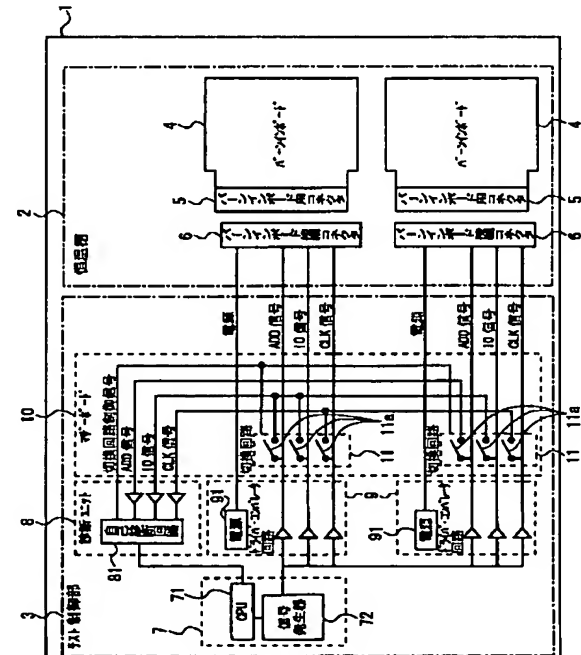 1
2
恒温器
4
バーンインボード
5
バーンインボード用コネクタ
6
バーンインボード接続コネクタ
4
バーンインボード
5
バーンインボード用コネクタ
6
バーンインボード接続コネクタ
3
テスト制御部
10
マザーボード
切換回路制御信号
ADD 信号
IO 信号
CLK 信号
電源
ADD 信号
IO 信号
CLK 信号
電源
ADD 信号
IO 信号
CLK 信号
切換回路
11a
11
切換回路
11a
11
8
診断ユニット
自己診断回路
81
9
91
電源
ドライバ・コンパレータ
回路
91
電源
ドライバ・コンパレータ
回路
7
71
CPU
信号
発生器
72